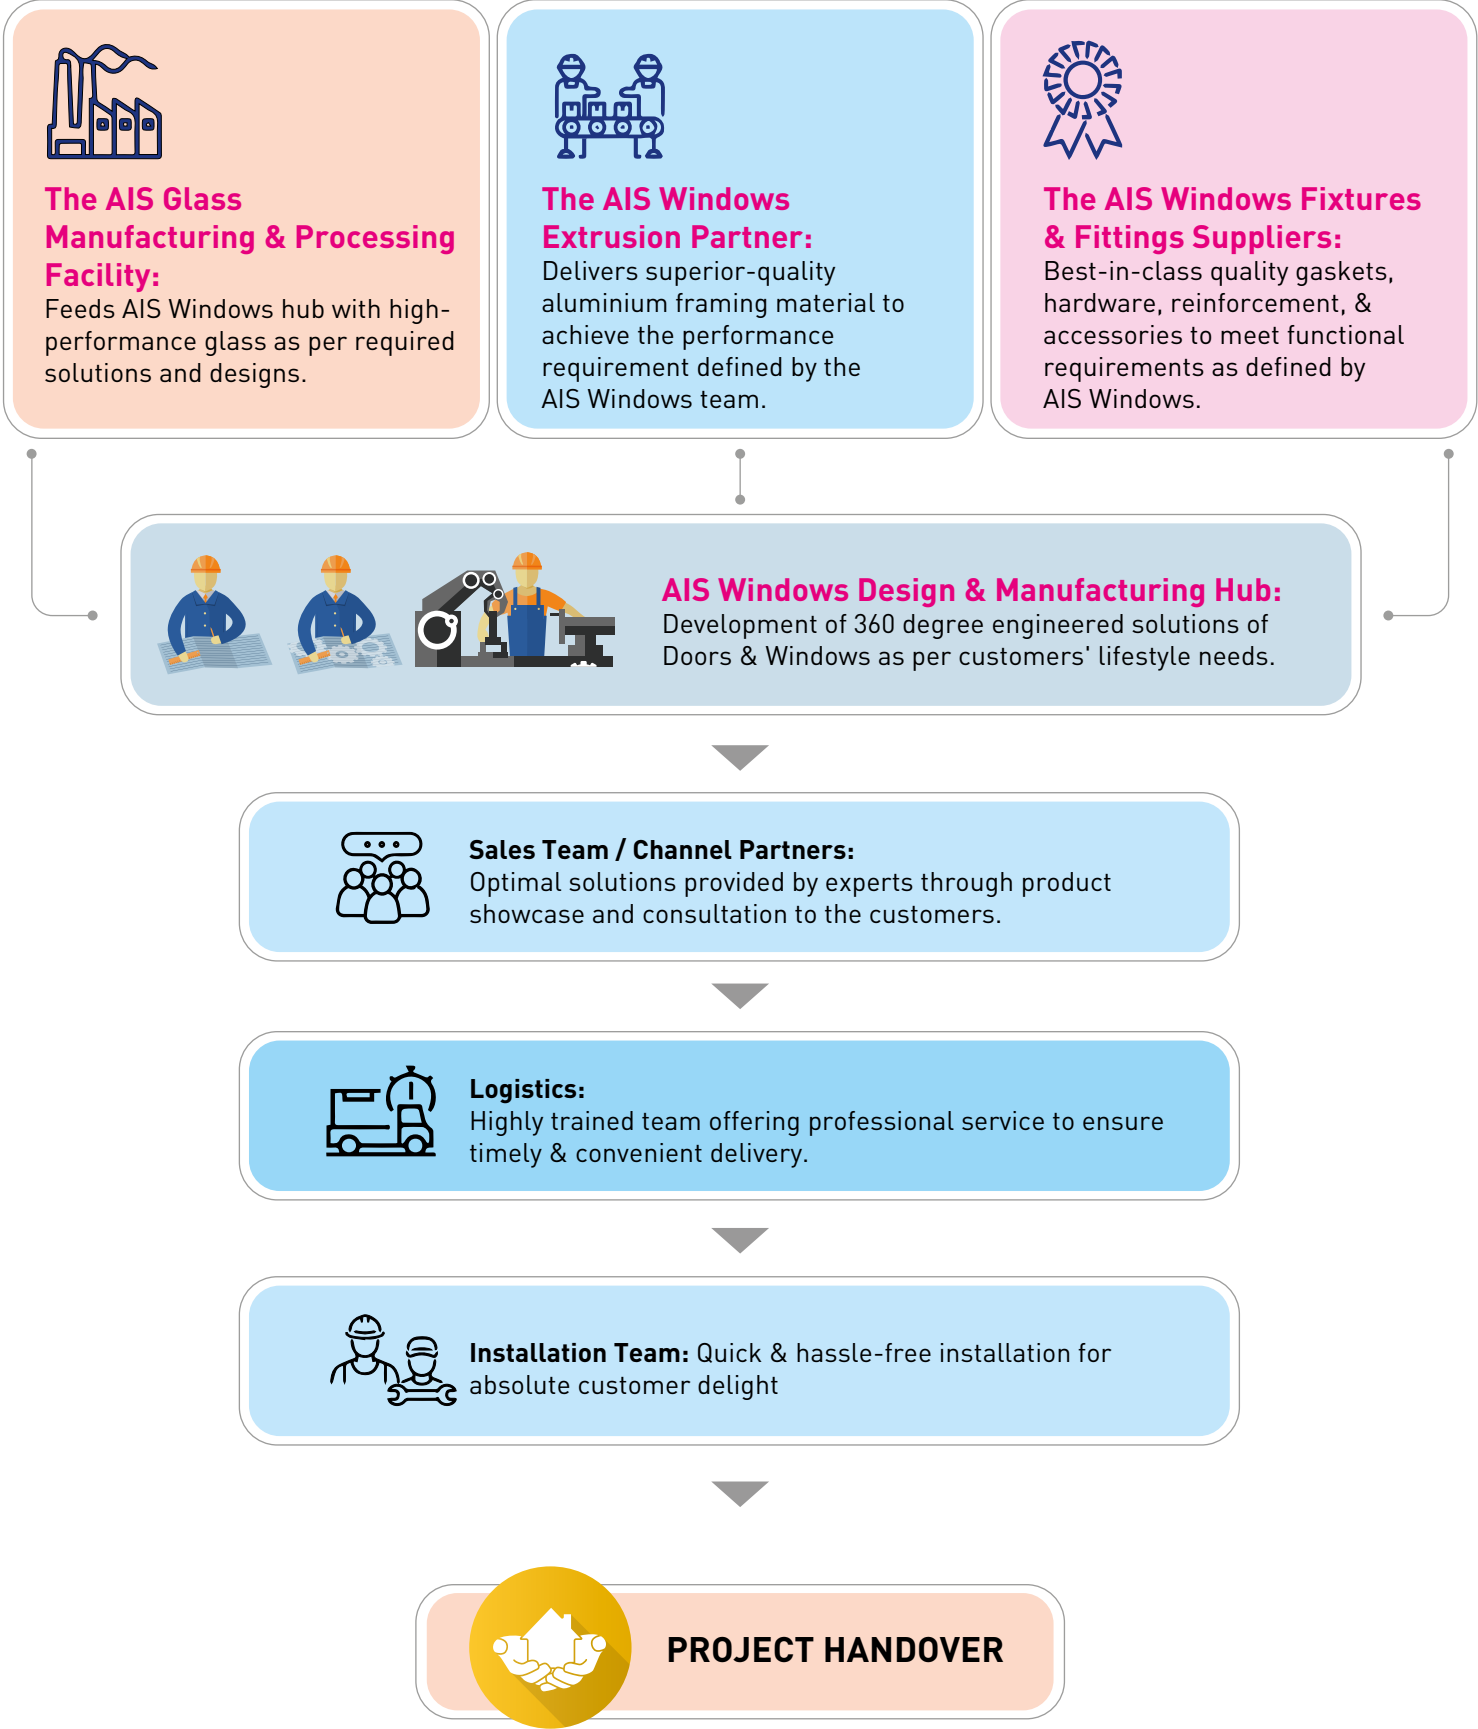 The AIS Glass
Manufacturing & Processing
Facility:
Feeds AIS Windows hub with high-
performance glass as per required
solutions and designs.
The AIS Windows
Extrusion Partner:
Delivers superior-quality
aluminium framing material to
achieve the performance
requirement defined by the
AIS Windows team.
The AIS Windows Fixtures
& Fittings Suppliers:
Best-in-class quality gaskets,
hardware, reinforcement, &
accessories to meet functional
requirements as defined by
AIS Windows.
AIS Windows Design & Manufacturing Hub:
Development of 360 degree engineered solutions of
Doors & Windows as per customers' lifestyle needs.
Sales Team / Channel Partners:
Optimal solutions provided by experts through product
showcase and consultation to the customers.
Logistics:
Highly trained team offering professional service to ensure
timely & convenient delivery.
Installation Team: Quick & hassle-free installation for
absolute customer delight
PROJECT HANDOVER